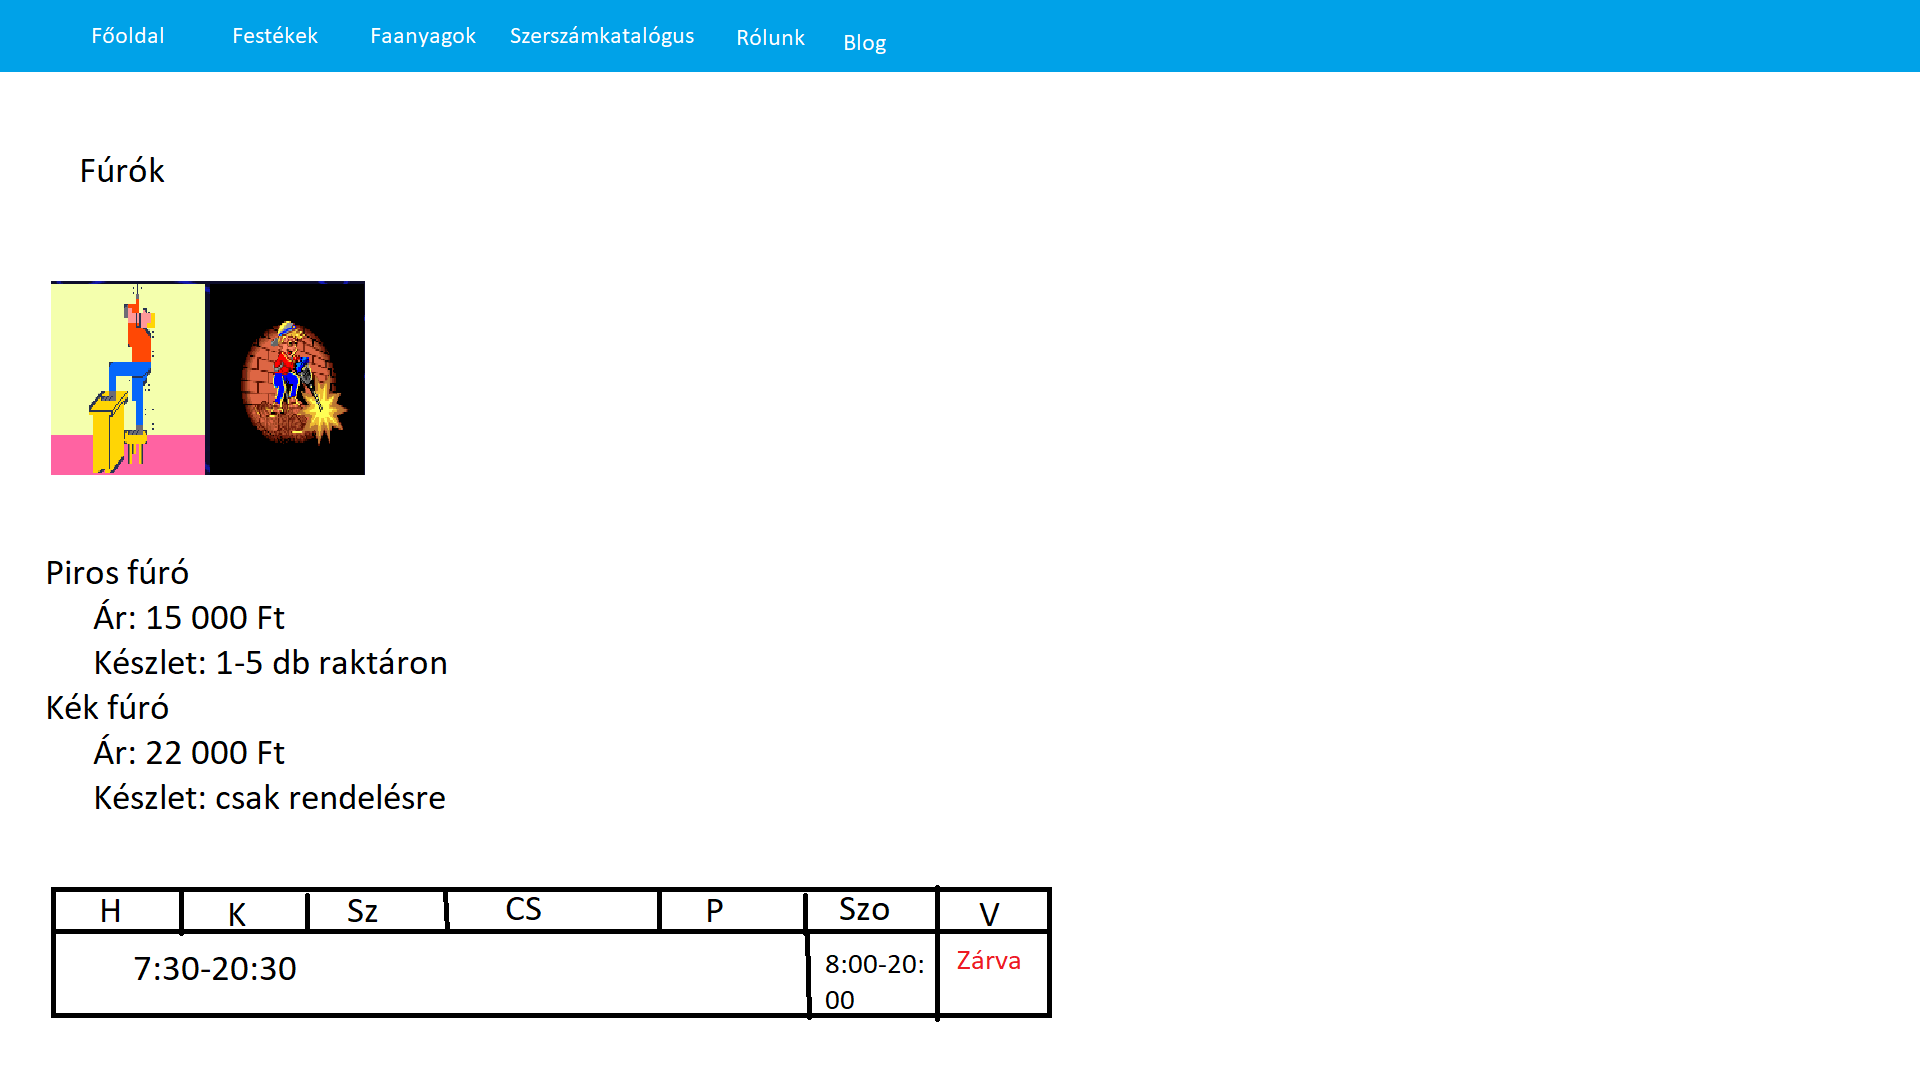 Főoldal Festékek Faanyagok Szerszámkatalógus Rólunk Blog
Fúrók
Piros fúró
Ár: 15 000 Ft
Készlet: 1-5 db raktáron
Kék fúró
Ár: 22 000 Ft
Készlet: csak rendelésre
H K Sz CS P Szo V
7:30-20:30 8:00-20: Zárva
00